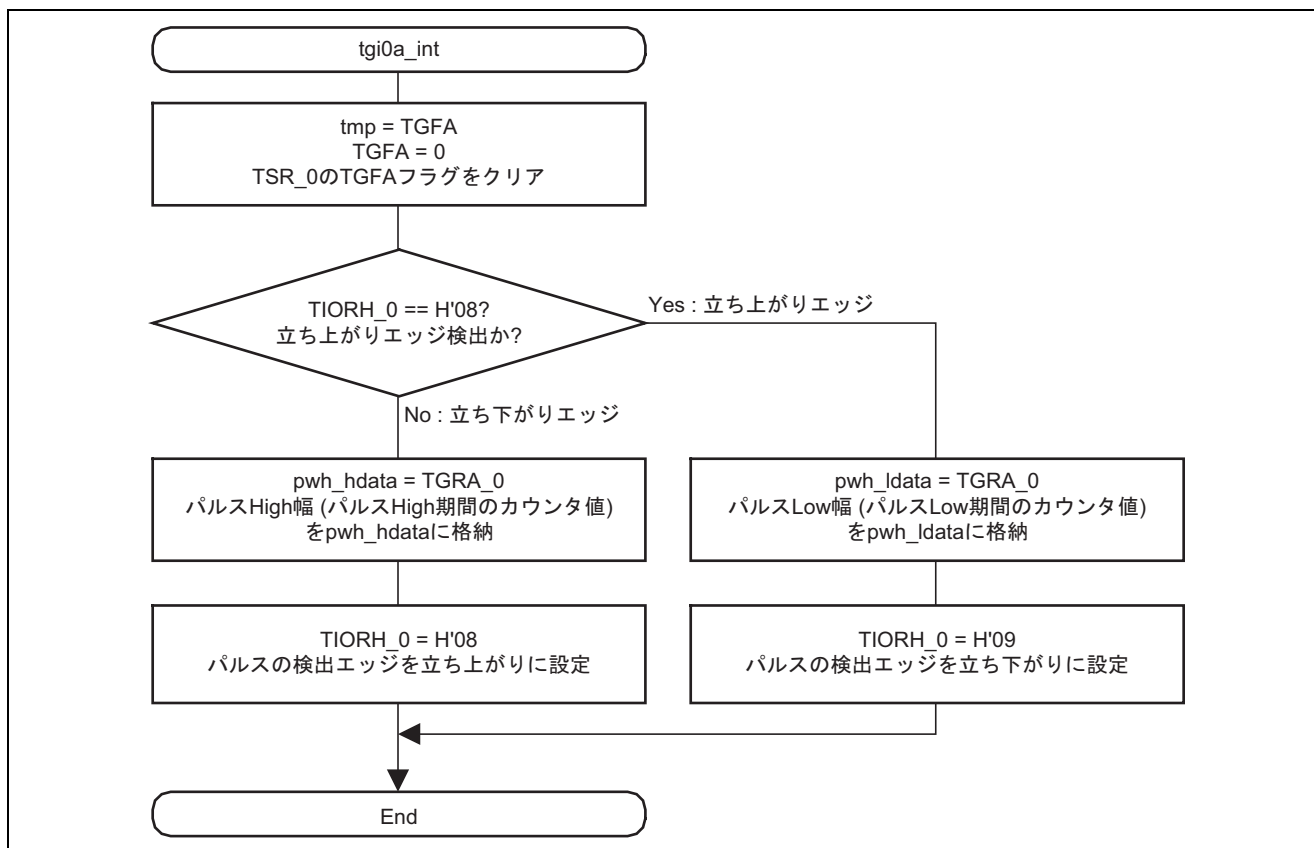 tgi0a_int
tmp = TGFA
TGFA = 0
TSR_0のTGFAフラグをクリア
TIORH_0 == H'08?
立ち上がりエッジ検出か?
Yes : 立ち上がりエッジ
No : 立ち下がりエッジ
pwh_hdata = TGRA_0
パルスHigh幅 (パルスHigh期間のカウンタ値)
をpwh_hdataに格納
pwh_ldata = TGRA_0
パルスLow幅 (パルスLow期間のカウンタ値)
をpwh_ldataに格納
TIORH_0 = H'08
パルスの検出エッジを立ち上がりに設定
TIORH_0 = H'09
パルスの検出エッジを立ち下がりに設定
End